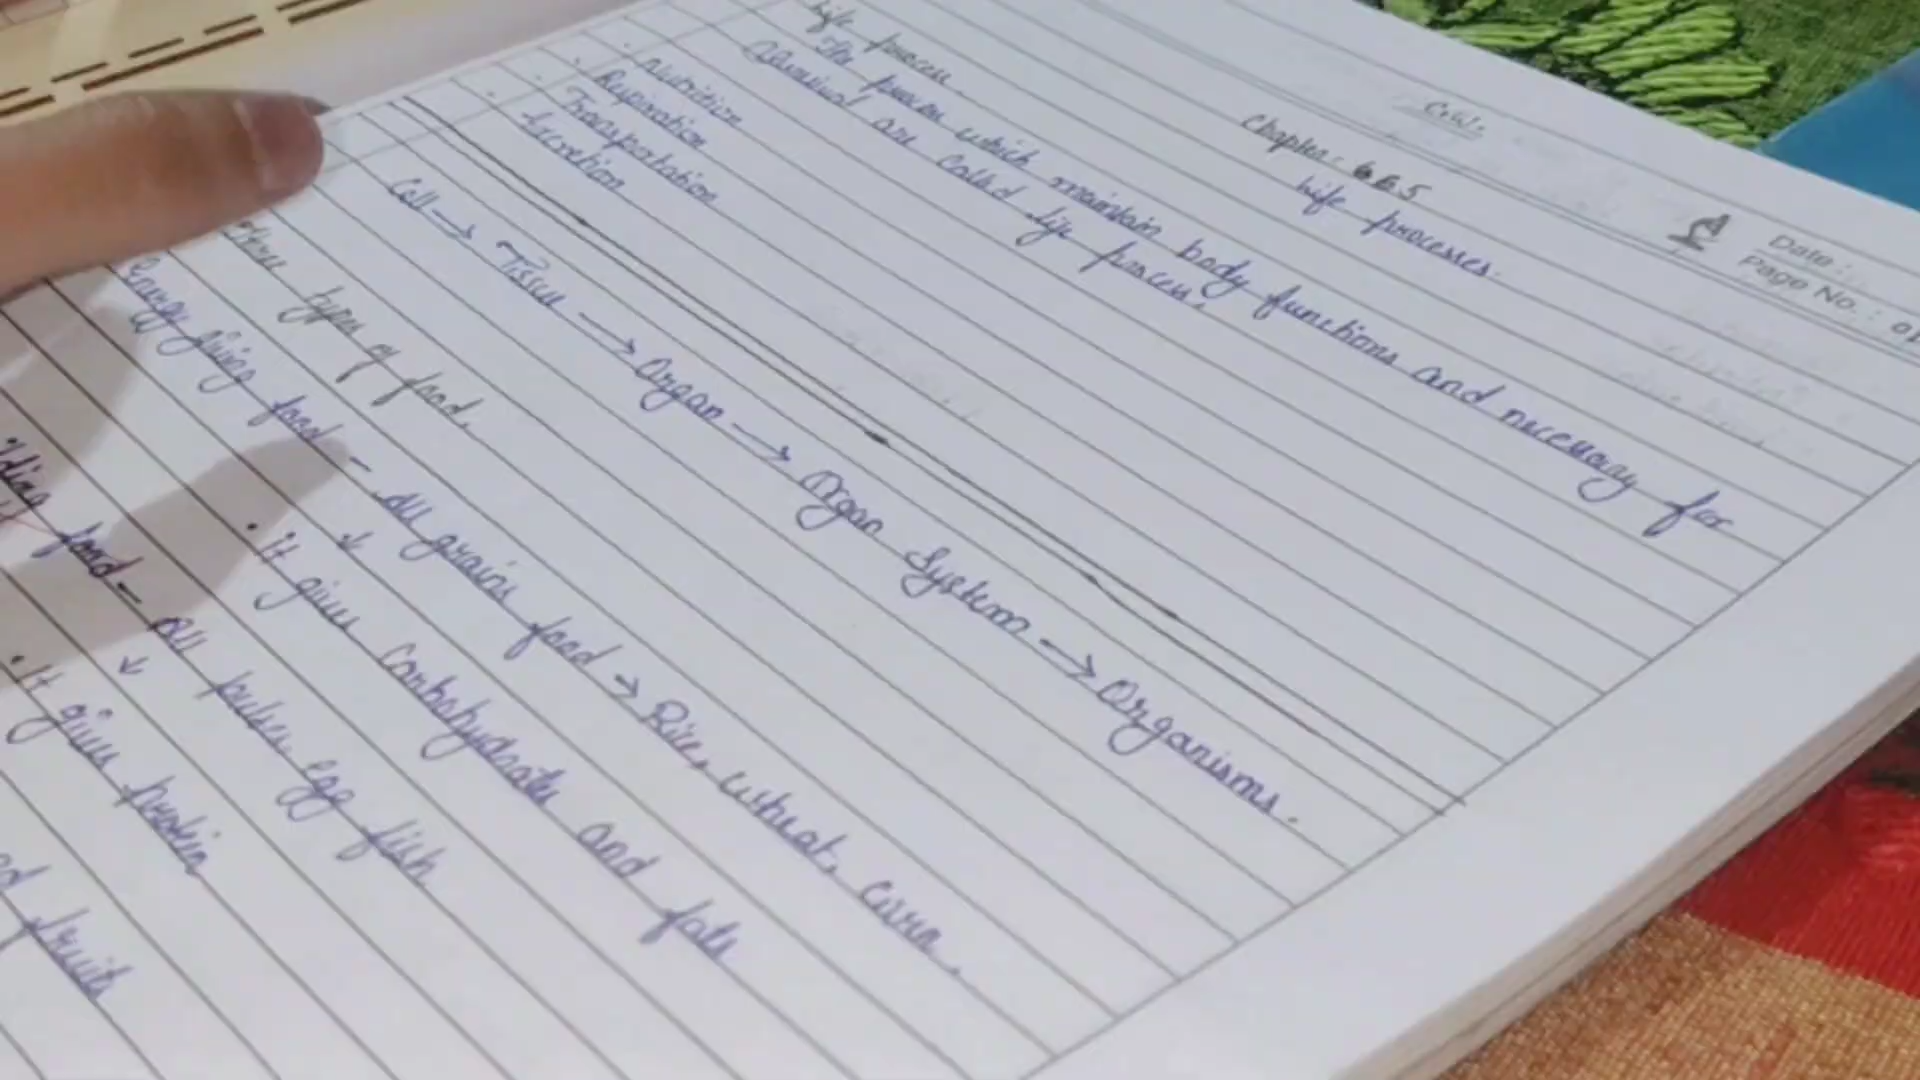 C.W.
Date:
Page No.: 01
Chapter: 6 & 5
life processes.
life process.
The process which maintain body functions and necessary for
are called life process.
Nutrition
Respiration
Transportation
Excretion
Cell → Tissue → Organ → Organ System → Organisms.
types of food.
Energy giving food - All grains food → Rice, wheat, corn.
↓
• it gives Carbohydrates and fats
food - All pulses, egg fish
↓
• it gives protein
fruits